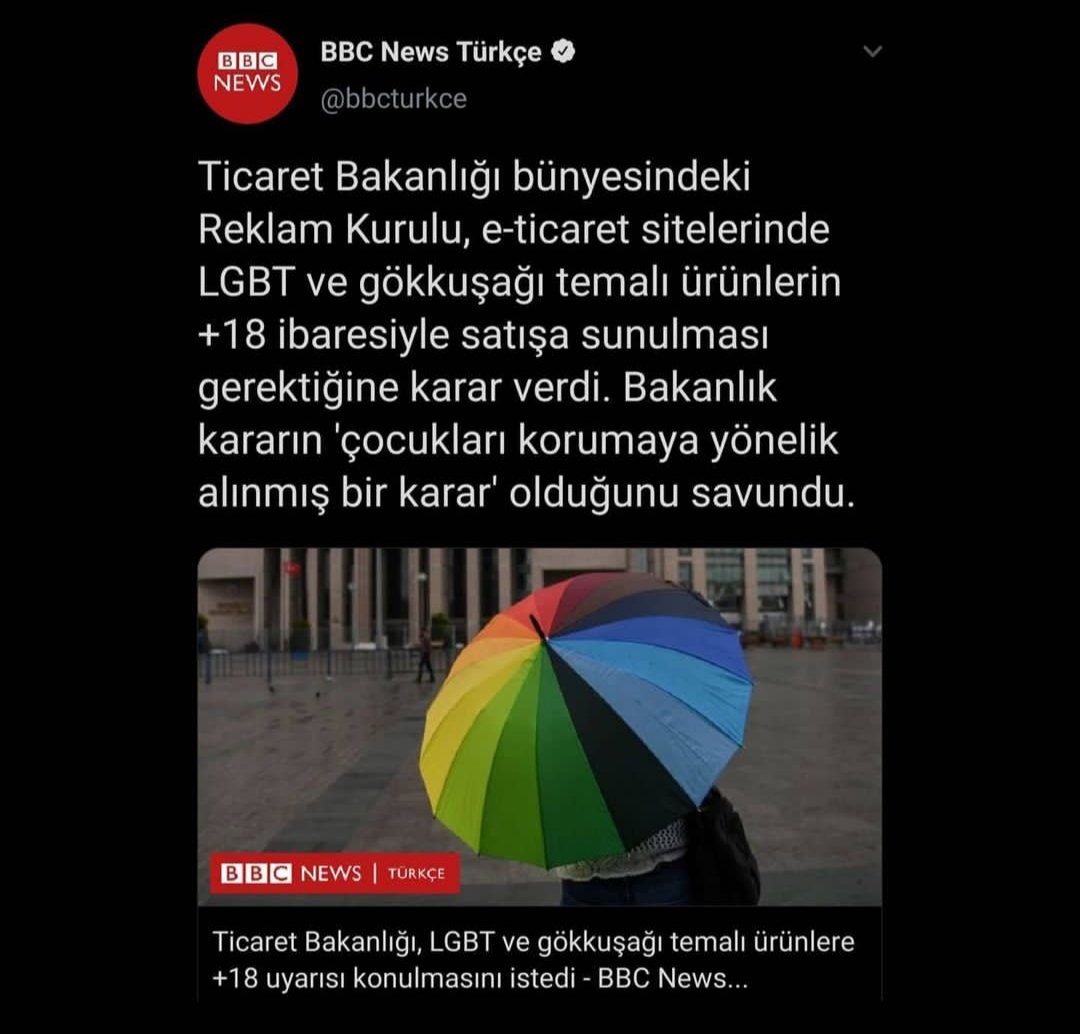 BBC
NEWS
BBC News Türkçe
@bbcturkce
Ticaret Bakanlığı bünyesindeki
Reklam Kurulu, e-ticaret sitelerinde
LGBT ve gökkuşağı temalı ürünlerin
+18 ibaresiyle satışa sunulması
gerektiğine karar verdi. Bakanlık
kararın 'çocukları korumaya yönelik
alınmış bir karar' olduğunu savundu.
BBC NEWS | TÜRKÇE
Ticaret Bakanlığı, LGBT ve gökkuşağı temalı ürünlere
+18 uyarısı konulmasını istedi - BBC News...